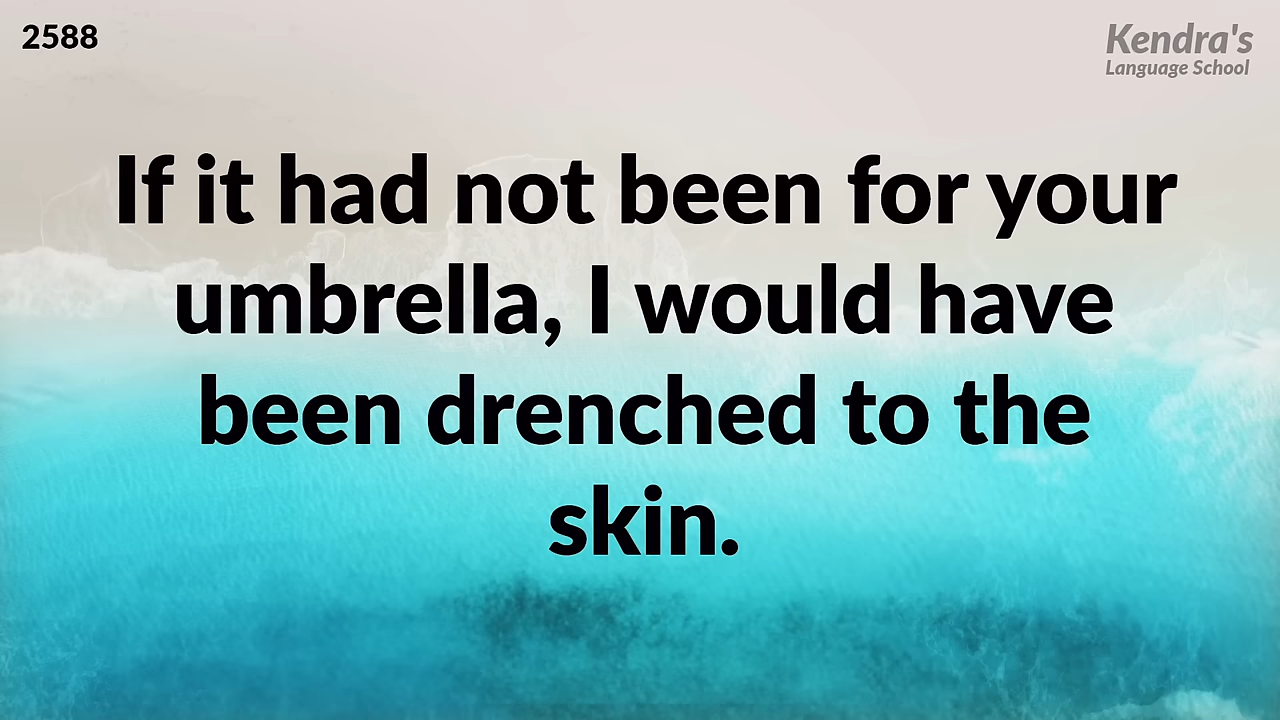 2588
Kendra's
Language School
If it had not been for your
umbrella, I would have
been drenched to the
skin.